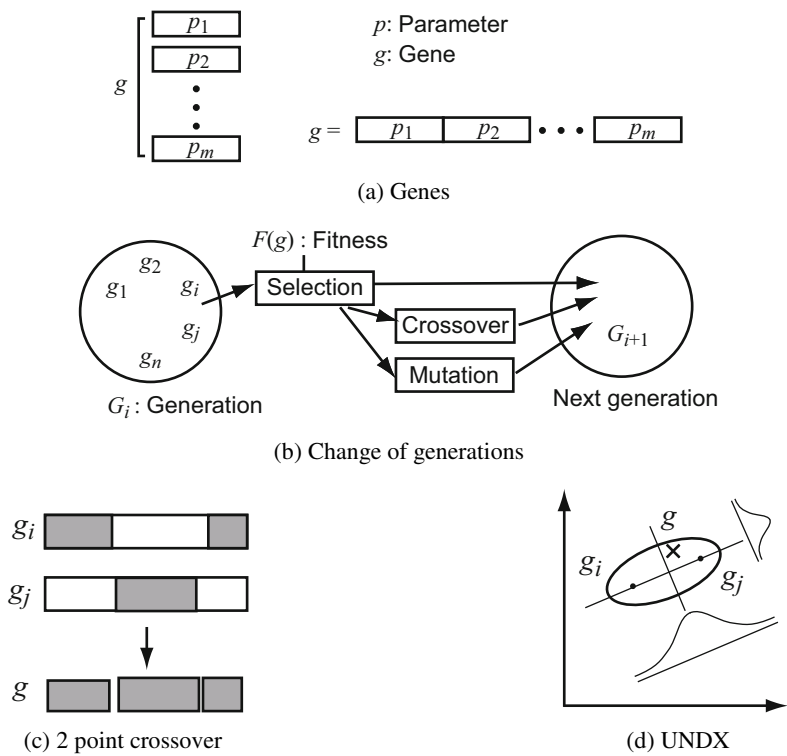 p₁
p: Parameter
p₂
g: Gene
g
pₘ
g = p₁ p₂ • • • pₘ
(a) Genes
F(g) : Fitness
g₂
g₁
gᵢ
Selection
gⱼ
Crossover
Gᵢ₊₁
gₙ
Mutation
Gᵢ : Generation
Next generation
(b) Change of generations
gᵢ
gⱼ
g
(c) 2 point crossover
g
gᵢ
gⱼ
(d) UNDX